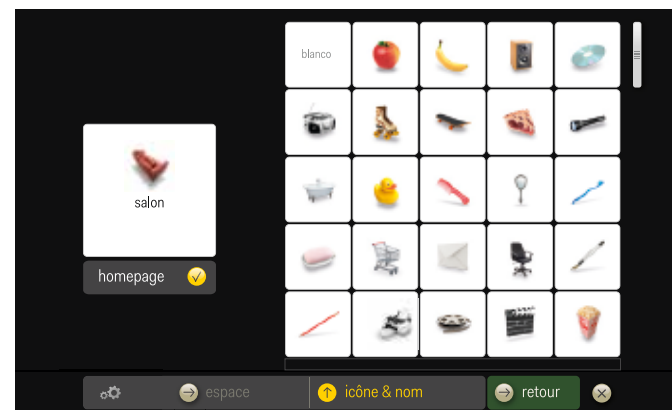 blanco
salon
homepage
espace
icône & nom
retour